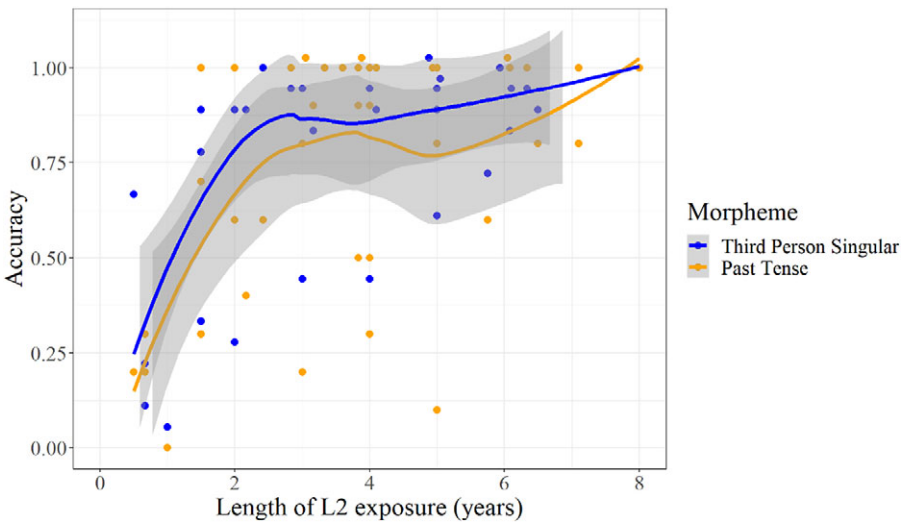 1.00
0.75
0.50
0.25
0.00
Accuracy
0
2
4
6
8
Length of L2 exposure (years)
Morpheme
Third Person Singular
Past Tense